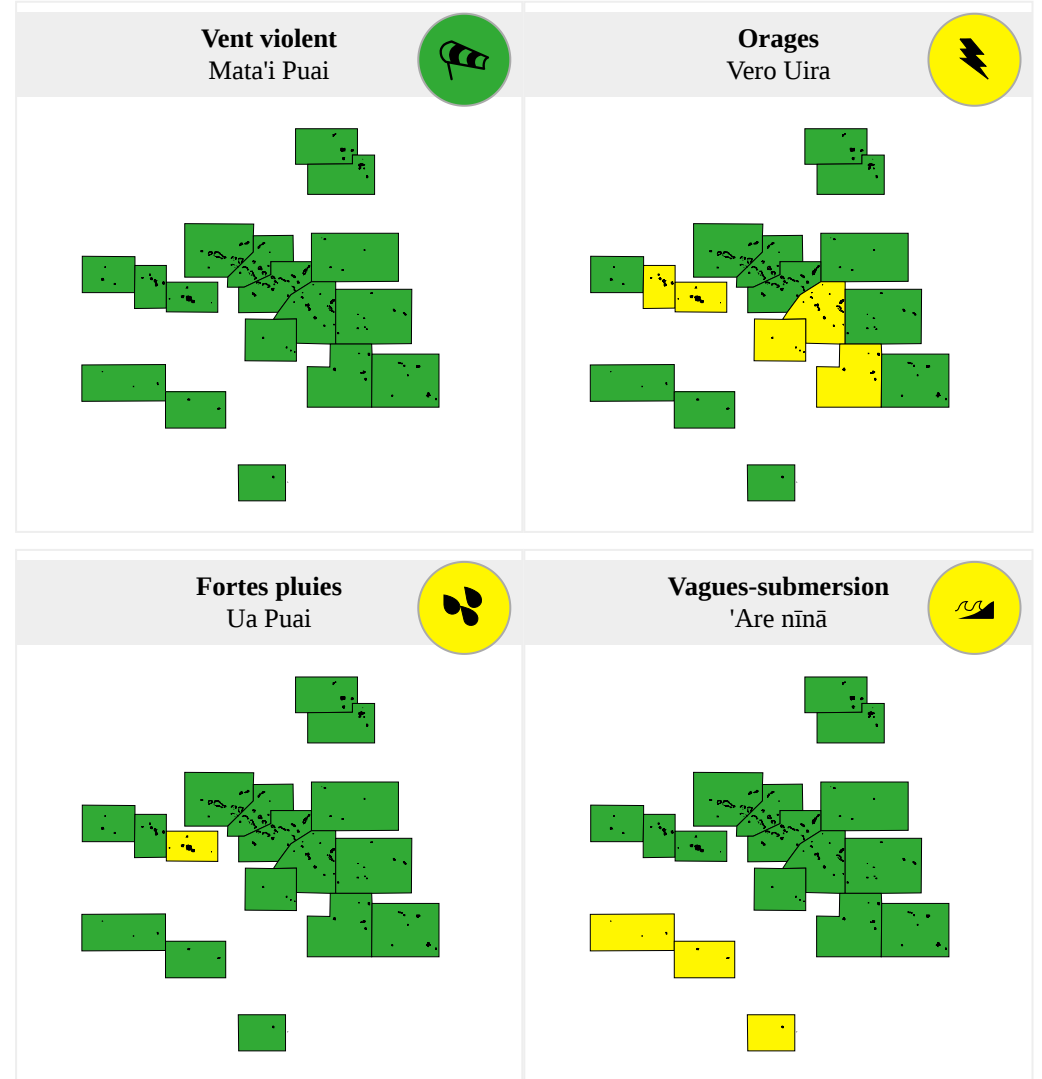 Vent violent
Mata'i Puai
Orages
Vero Uira
Fortes pluies
Ua Puai
Vagues-submersion
'Are nīnā